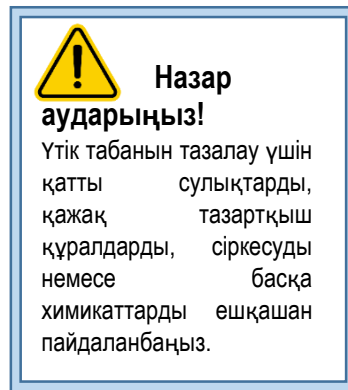 Назар
аударыңыз!
Үтік табанын тазалау үшін
қатты сулықтарды,
қажақ тазартқыш
құралдарды, сіркесуды
немесе басқа
химикаттарды ешқашан
пайдаланбаңыз.